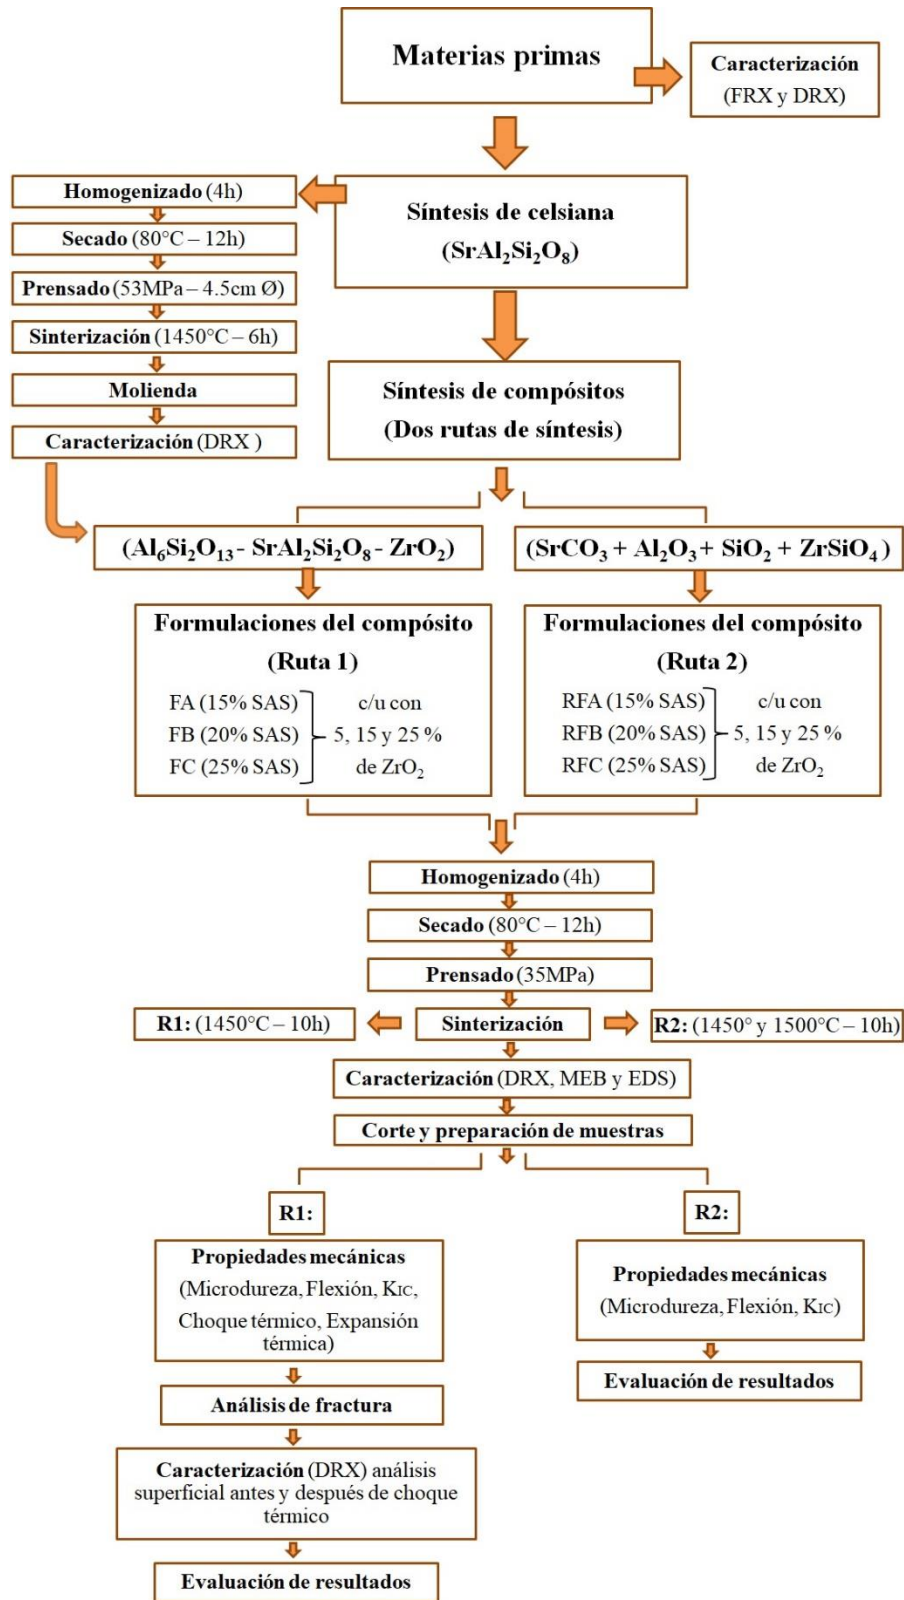 Materias primas
Caracterización
(FRX y DRX)
Síntesis de celsiana
(SrAl₂Si₂O₈)
Homogenizado (4h)
Secado (80°C – 12h)
Prensado (53MPa – 4.5cm Ø)
Sinterización (1450°C – 6h)
Molienda
Caracterización (DRX )
Síntesis de compósitos
(Dos rutas de síntesis)
(Al₆Si₂O₁₃ - SrAl₂Si₂O₈ - ZrO₂)
(SrCO₃ + Al₂O₃ + SiO₂ + ZrSiO₄ )
Formulaciones del compósito
(Ruta 1)
FA (15% SAS)
FB (20% SAS)
FC (25% SAS)
c/u con
5, 15 y 25 %
de ZrO₂
Formulaciones del compósito
(Ruta 2)
RFA (15% SAS)
RFB (20% SAS)
RFC (25% SAS)
c/u con
5, 15 y 25 %
de ZrO₂
Homogenizado (4h)
Secado (80°C – 12h)
Prensado (35MPa)
R1: (1450°C – 10h)
Sinterización
R2: (1450° y 1500°C – 10h)
Caracterización (DRX, MEB y EDS)
Corte y preparación de muestras
R1:
Propiedades mecánicas
(Microdureza, Flexión, KIC,
Choque térmico, Expansión
térmica)
Análisis de fractura
Caracterización (DRX) análisis
superficial antes y después de choque
térmico
Evaluación de resultados
R2:
Propiedades mecánicas
(Microdureza, Flexión, KIC)
Evaluación de resultados